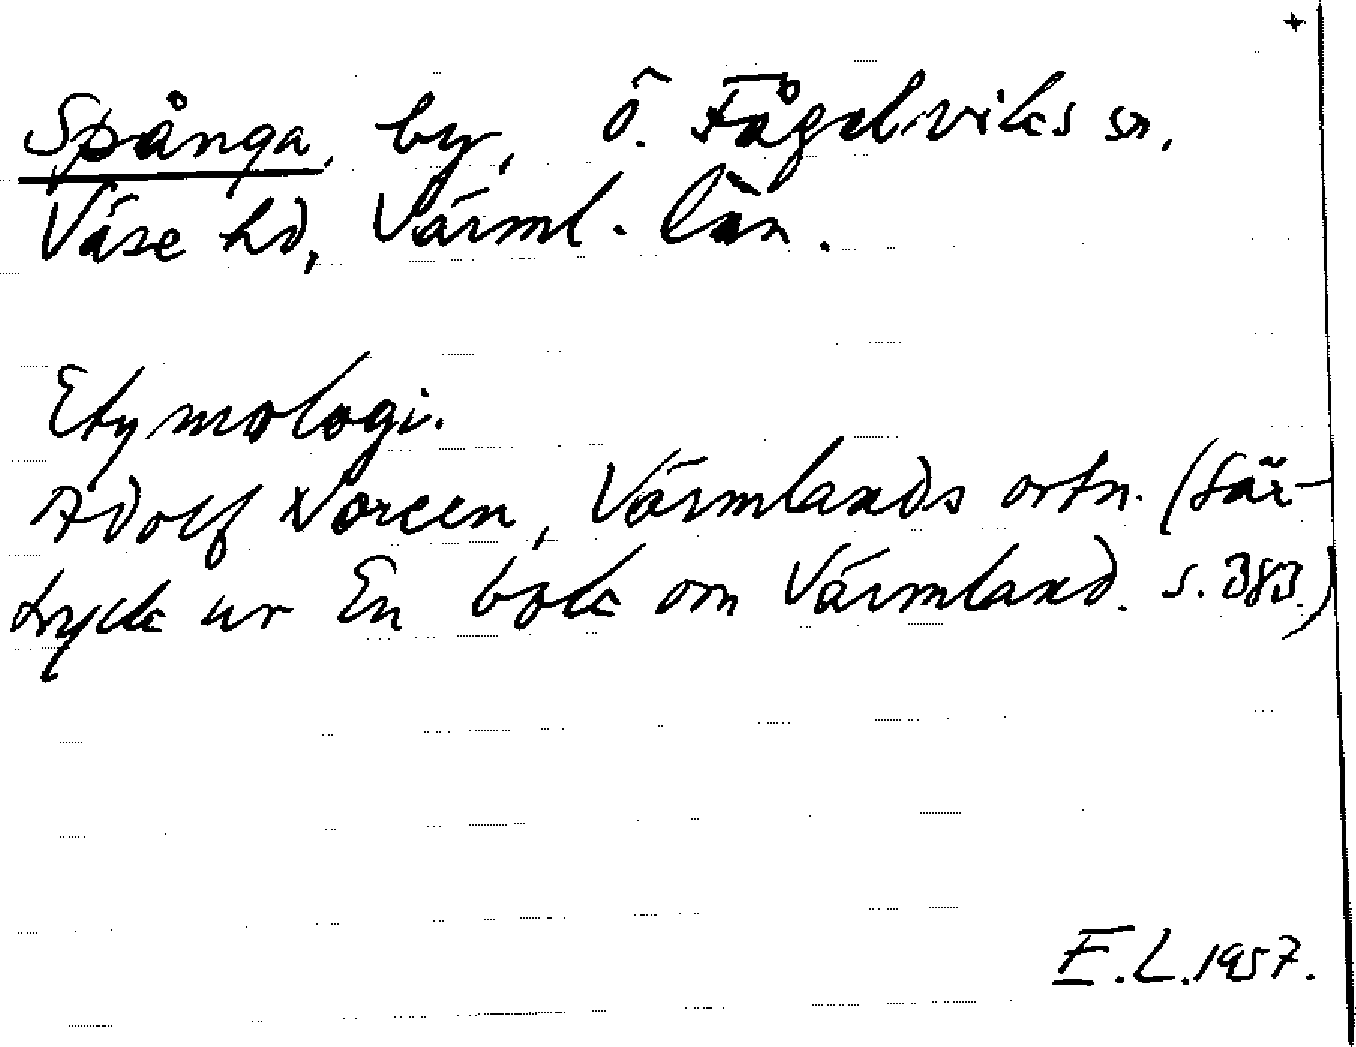 +
Spånga, by, Ö. Fågelviks sn,
Väse hd, Värml. län.
Etymologi.
Adolf Noreen, Värmlands ortn. (Sär-
tryck ur En bok om Värmland. s. 383.)
E.L.1957.